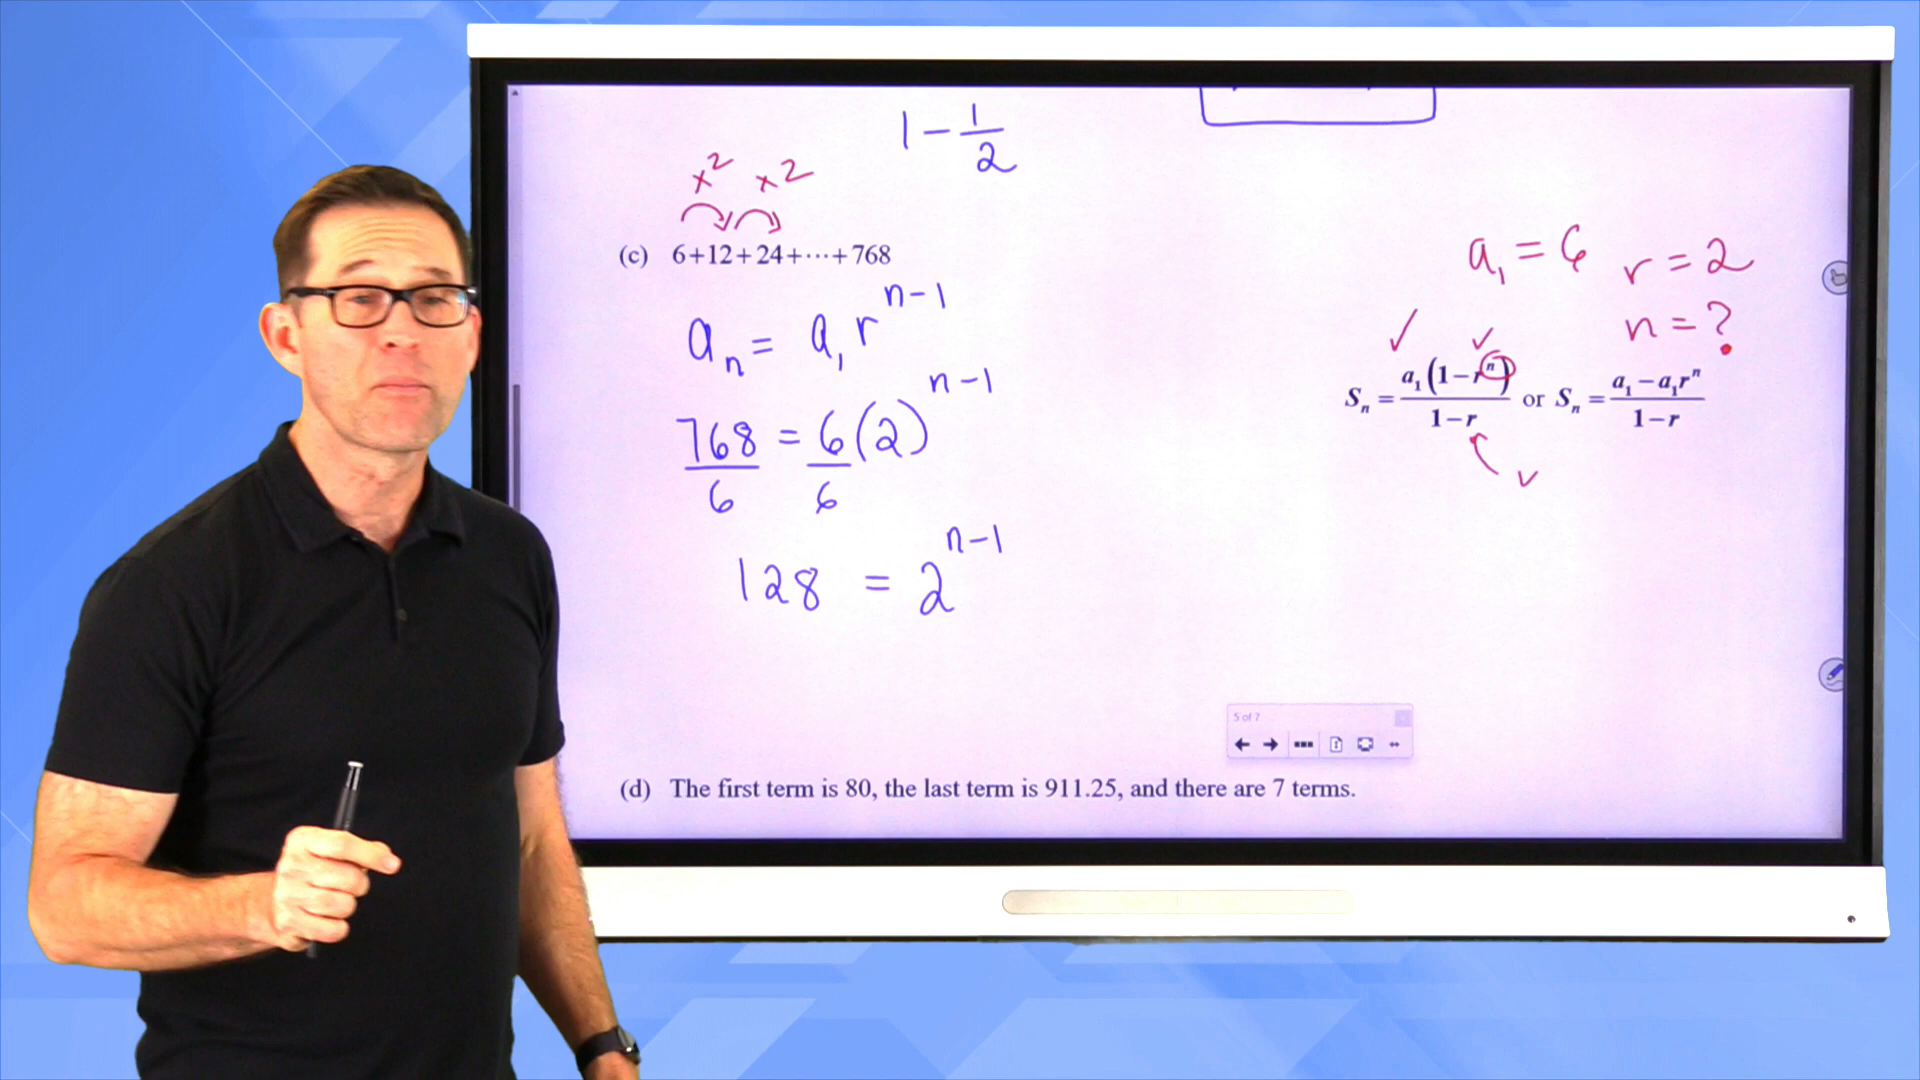 1 - 1/2
x2 x2
(c) 6+12+24+⋯+768
aₙ = a₁rⁿ⁻¹
768/6 = 6(2)ⁿ⁻¹/6
128 = 2ⁿ⁻¹
a₁ = 6 r = 2
n = ?
Sₙ = a₁(1−rⁿ)/1−r or Sₙ = a₁−a₁rⁿ/1−r
5 of 7
(d) The first term is 80, the last term is 911.25, and there are 7 terms.